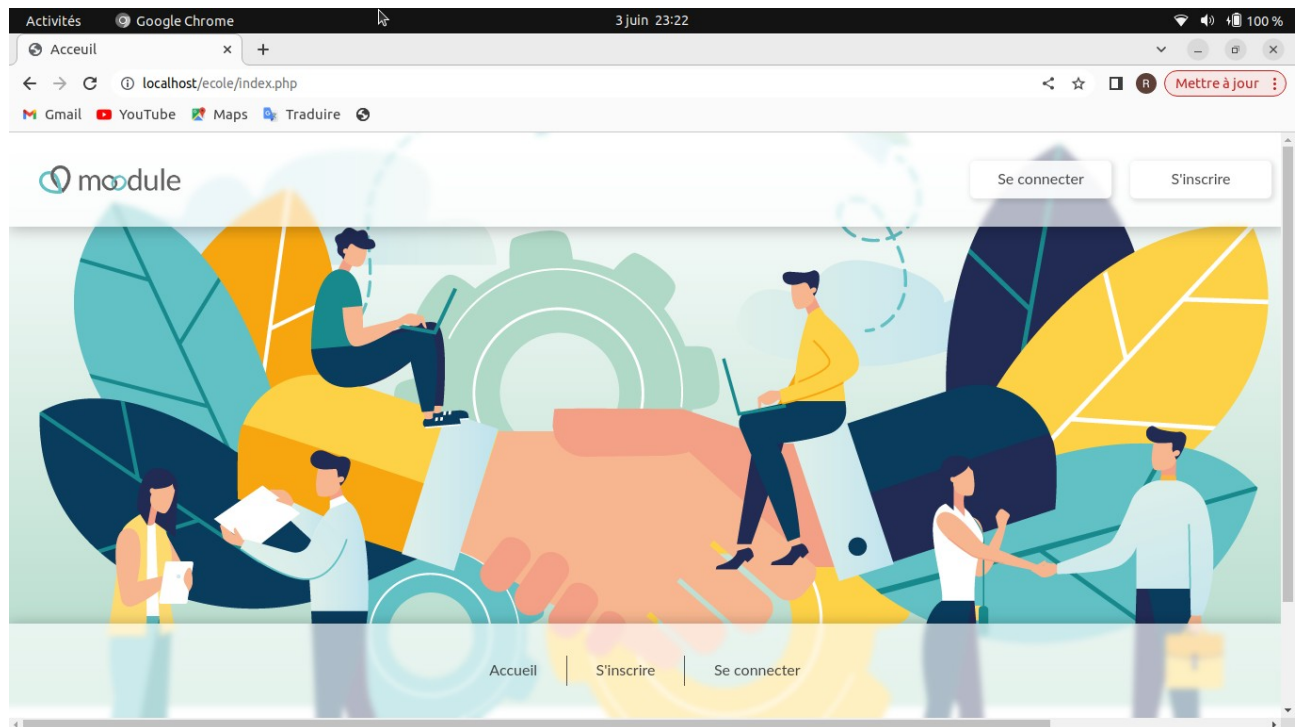 Activités Google Chrome 3 juin 23:22 100 %
Acceuil
localhost/ecole/index.php R Mettre à jour
Gmail YouTube Maps Traduire
moodule Se connecter S'inscrire
Accueil S'inscrire Se connecter